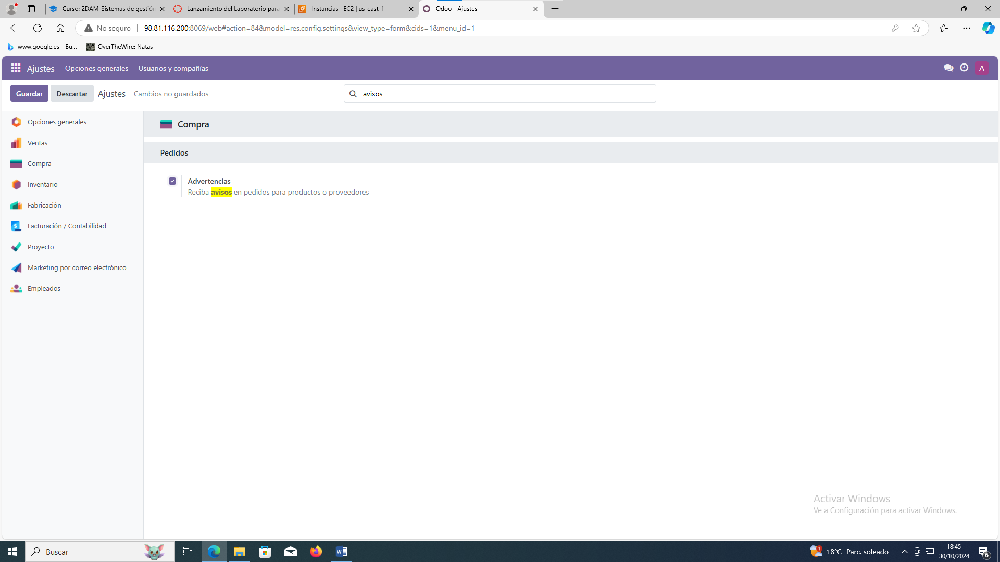 Curso: 2DAM-Sistemas de gestión
Lanzamiento del Laboratorio para
Instancias | EC2 | us-east-1
Odoo - Ajustes
No seguro
98.81.116.200:8069/web#action=84&model=res.config.settings&view_type=form&cids=1&menu_id=1
www.google.es - Bu...
OverTheWire: Natas
Ajustes
Opciones generales
Usuarios y compañías
A
Guardar
Descartar
Ajustes
Cambios no guardados
avisos
Opciones generales
Ventas
Compra
Inventario
Fabricación
Facturación / Contabilidad
Proyecto
Marketing por correo electrónico
Empleados
Compra
Pedidos
Advertencias
Reciba avisos en pedidos para productos o proveedores
Activar Windows
Ve a Configuración para activar Windows.
Buscar
1
18°C Parc. soleado
18:45
30/10/2024
6